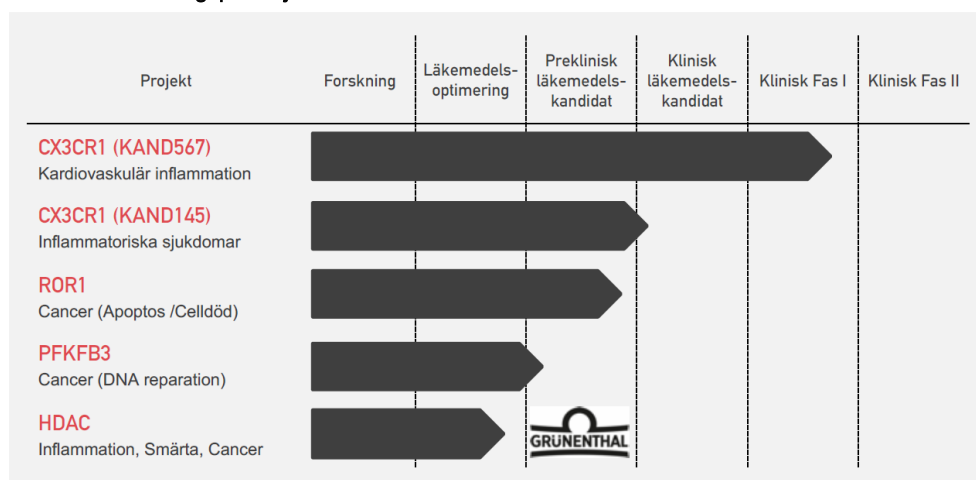 Projekt
Forskning
Läkemedels-
optimering
Preklinisk
läkemedels-
kandidat
Klinisk
läkemedels-
kandidat
Klinisk Fas I
Klinisk Fas II
CX3CR1 (KAND567)
Kardiovaskulär inflammation
CX3CR1 (KAND145)
Inflammatoriska sjukdomar
ROR1
Cancer (Apoptos /Celldöd)
PFKFB3
Cancer (DNA reparation)
HDAC
Inflammation, Smärta, Cancer
GRÜNENTHAL